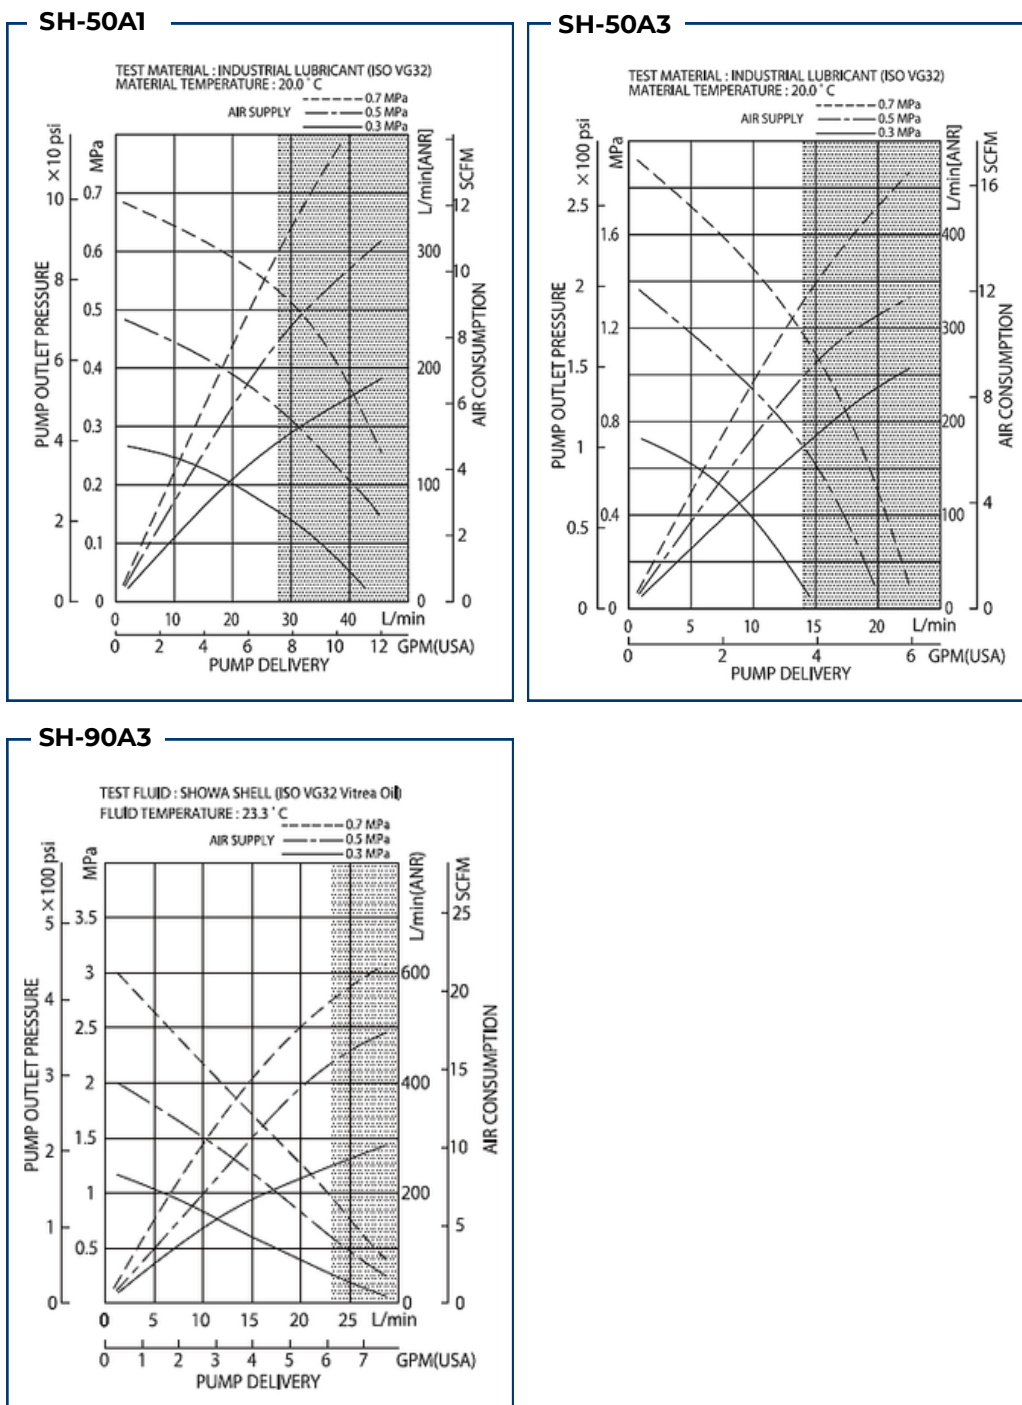 SH-50A1
TEST MATERIAL : INDUSTRIAL LUBRICANT (ISO VG32)
MATERIAL TEMPERATURE : 20.0 ° C
AIR SUPPLY
0.7 MPa
0.5 MPa
0.3 MPa
×10 psi
MPa
L/min[ANR]
SCFM
PUMP OUTLET PRESSURE
AIR CONSUMPTION
10
8
6
4
2
0
0.7
0.6
0.5
0.4
0.3
0.2
0.1
0
300
200
100
0
12
10
8
6
4
2
0
0 10 20 30 40 L/min
0 2 4 6 8 10 12 GPM(USA)
PUMP DELIVERY
SH-50A3
TEST MATERIAL : INDUSTRIAL LUBRICANT (ISO VG32)
MATERIAL TEMPERATURE : 20.0 ° C
AIR SUPPLY
0.7 MPa
0.5 MPa
0.3 MPa
×100 psi
MPa
L/min[ANR]
SCFM
PUMP OUTLET PRESSURE
AIR CONSUMPTION
2.5
2
1.5
1
0.5
0
1.6
1.2
0.8
0.4
0
400
300
200
100
0
16
12
8
4
0
0 5 10 15 20 L/min
0 2 4 6 GPM(USA)
PUMP DELIVERY
SH-90A3
TEST FLUID : SHOWA SHELL (ISO VG32 Vitrea Oil)
FLUID TEMPERATURE : 23.3 ° C
AIR SUPPLY
0.7 MPa
0.5 MPa
0.3 MPa
×100 psi
MPa
L/min(ANR)
SCFM
PUMP OUTLET PRESSURE
AIR CONSUMPTION
5
4
3
2
1
0
3.5
3
2.5
2
1.5
1
0.5
600
400
200
0
25
20
15
10
5
0
0 5 10 15 20 25 L/min
0 1 2 3 4 5 6 7 GPM(USA)
PUMP DELIVERY